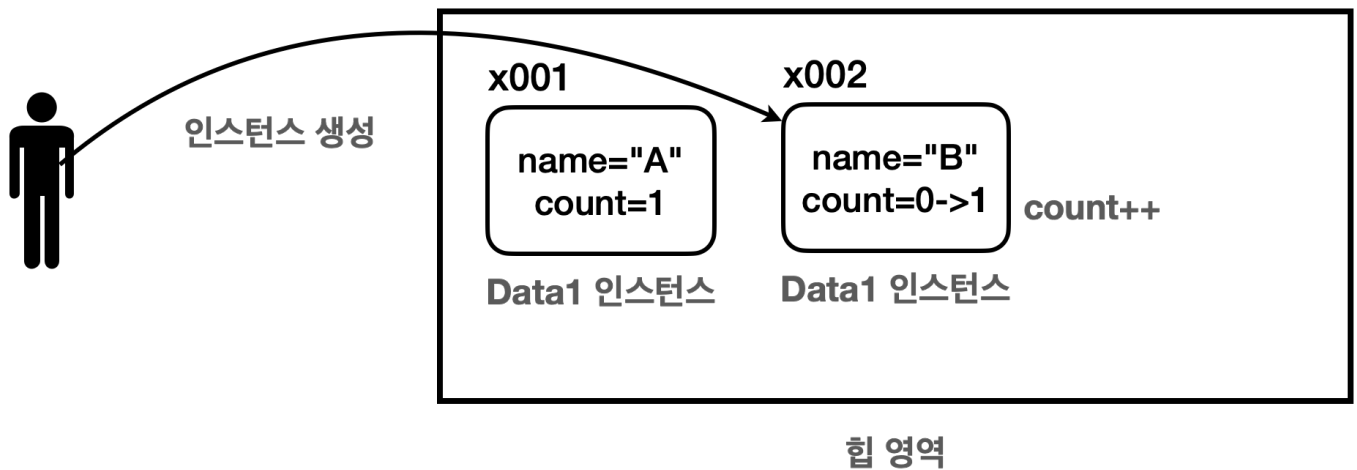 인스턴스 생성
x001
name="A"
count=1
Data1 인스턴스
x002
name="B"
count=0->1
count++
Data1 인스턴스
힙 영역